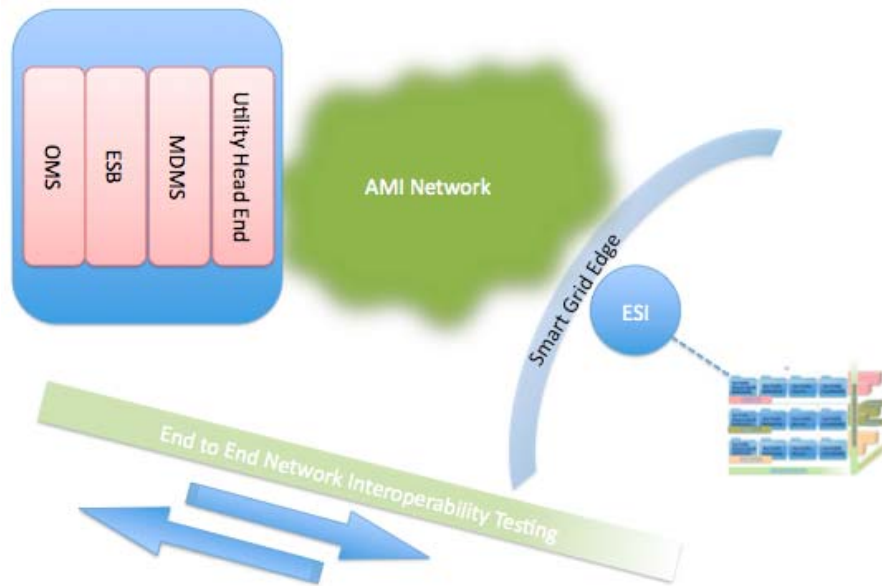 OMS
ESB
MDMS
Utility Head End
AMI Network
Smart Grid Edge
ESI
End to End Network Interoperability Testing